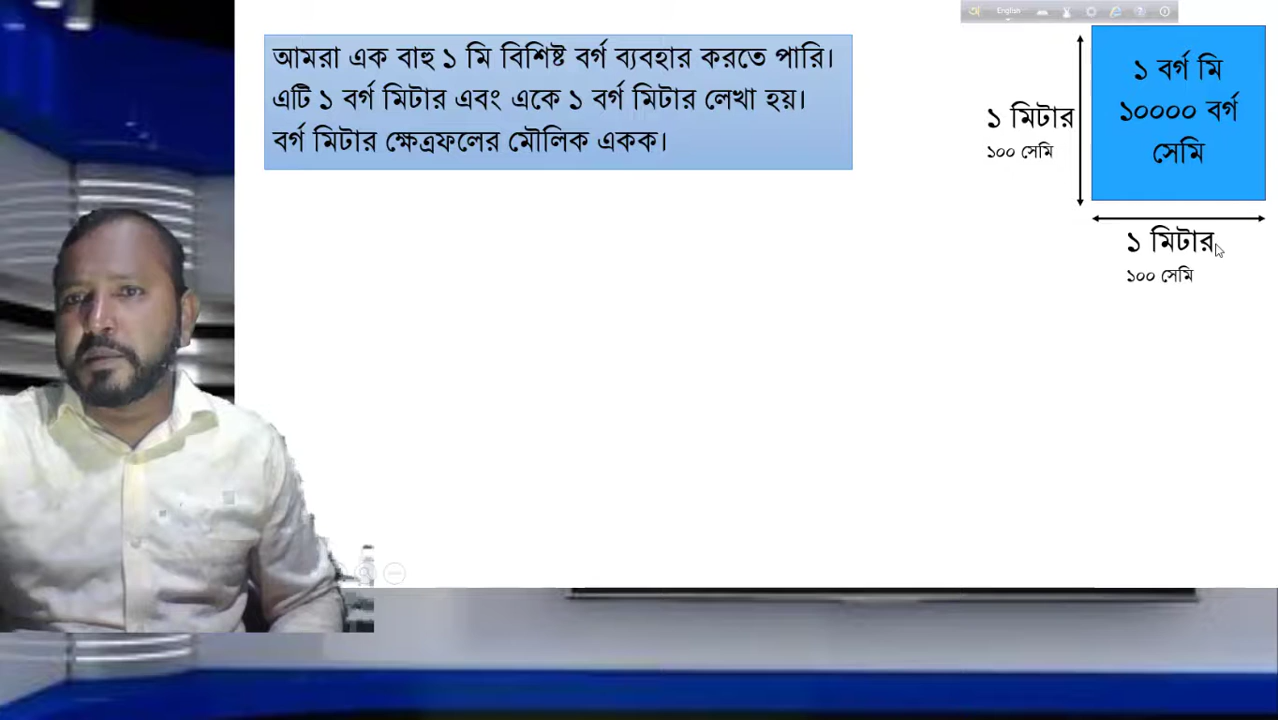 English
আমরা এক বাহু ১ মি বিশিষ্ট বর্গ ব্যবহার করতে পারি।
এটি ১ বর্গ মিটার এবং একে ১ বর্গ মিটার লেখা হয়।
বর্গ মিটার ক্ষেত্রফলের মৌলিক একক।
১ বর্গ মি
১০০০০ বর্গ
সেমি
১ মিটার
১০০ সেমি
১ মিটার
১০০ সেমি